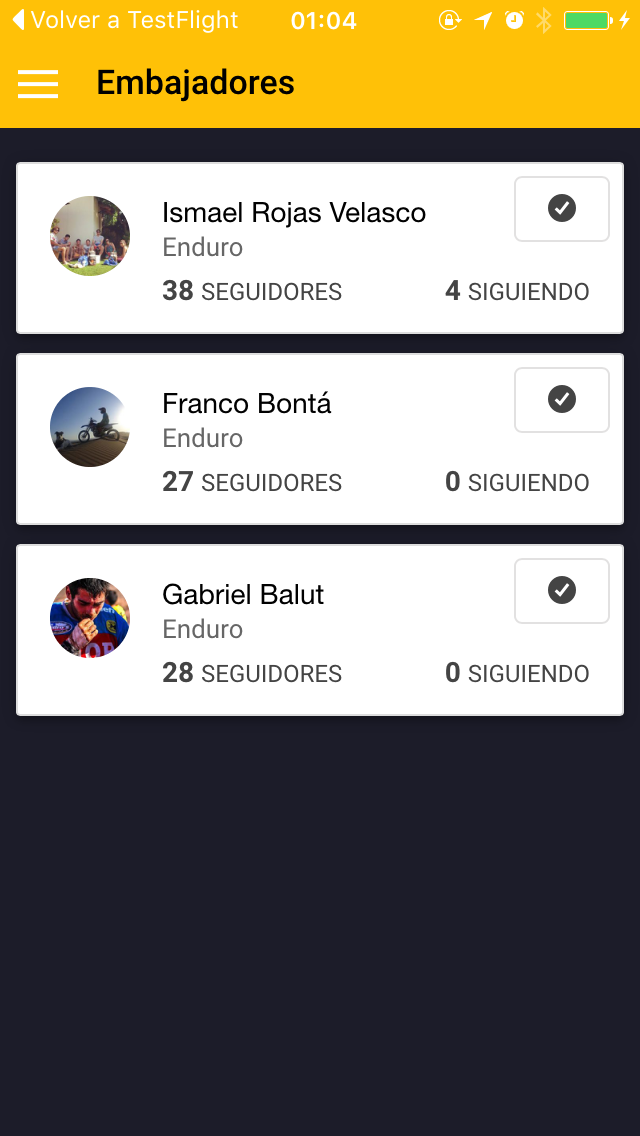 Volver a TestFlight 01:04
Embajadores
Ismael Rojas Velasco
Enduro
38 SEGUIDORES 4 SIGUIENDO
Franco Bontá
Enduro
27 SEGUIDORES 0 SIGUIENDO
Gabriel Balut
Enduro
28 SEGUIDORES 0 SIGUIENDO